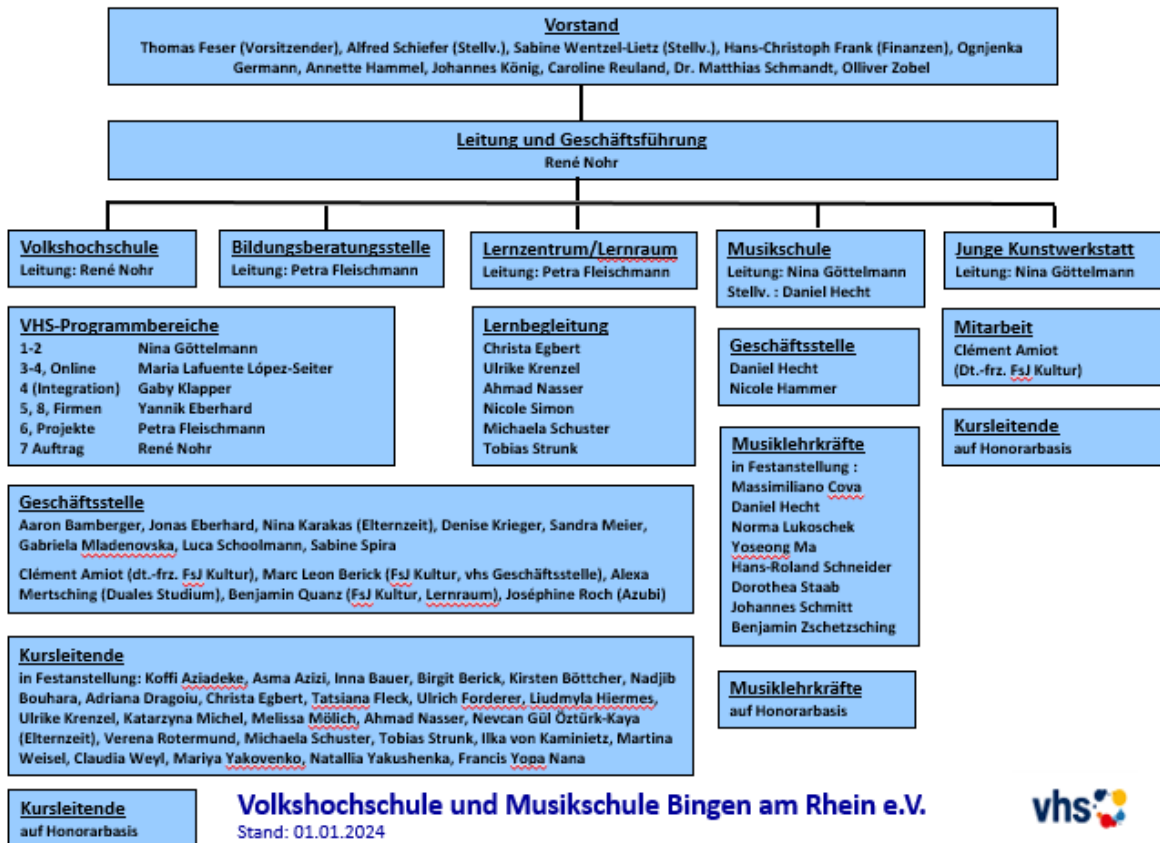 Vorstand
Thomas Feser (Vorsitzender), Alfred Schiefer (Stellv.), Sabine Wentzel-Lietz (Stellv.), Hans-Christoph Frank (Finanzen), Ognjenka
Germann, Annette Hammel, Johannes König, Caroline Reuland, Dr. Matthias Schmandt, Olliver Zobel
Leitung und Geschäftsführung
René Nohr
Volkshochschule
Leitung: René Nohr
Bildungsberatungsstelle
Leitung: Petra Fleischmann
Lernzentrum/Lernraum
Leitung: Petra Fleischmann
Musikschule
Leitung: Nina Göttelmann
Stellv. : Daniel Hecht
Junge Kunstwerkstatt
Leitung: Nina Göttelmann
VHS-Programmbereiche
1-2 Nina Göttelmann
3-4, Online Maria Lafuente López-Seiter
4 (Integration) Gaby Klapper
5, 8, Firmen Yannik Eberhard
6, Projekte Petra Fleischmann
7 Auftrag René Nohr
Lernbegleitung
Christa Egbert
Ulrike Krenzel
Ahmad Nasser
Nicole Simon
Michaela Schuster
Tobias Strunk
Geschäftsstelle
Daniel Hecht
Nicole Hammer
Mitarbeit
Clément Amiot
(Dt.-frz. FsJ Kultur)
Kursleitende
auf Honorarbasis
Musiklehrkräfte
in Festanstellung :
Massimiliano Cova
Daniel Hecht
Norma Lukoschek
Yoseong Ma
Hans-Roland Schneider
Dorothea Staab
Johannes Schmitt
Benjamin Zschetzsching
Geschäftsstelle
Aaron Bamberger, Jonas Eberhard, Nina Karakas (Elternzeit), Denise Krieger, Sandra Meier,
Gabriela Mladenovska, Luca Schoolmann, Sabine Spira
Clément Amiot (dt.-frz. FsJ Kultur), Marc Leon Berick (FsJ Kultur, vhs Geschäftsstelle), Alexa
Mertsching (Duales Studium), Benjamin Quanz (FsJ Kultur, Lernraum), Joséphine Roch (Azubi)
Kursleitende
in Festanstellung: Koffi Aziadeke, Asma Azizi, Inna Bauer, Birgit Berick, Kirsten Böttcher, Nadjib
Bouhara, Adriana Dragoiu, Christa Egbert, Tatsiana Fleck, Ulrich Forderer, Liudmyla Hiermes,
Ulrike Krenzel, Katarzyna Michel, Melissa Mölich, Ahmad Nasser, Nevcan Gül Öztürk-Kaya
(Elternzeit), Verena Rotermund, Michaela Schuster, Tobias Strunk, Ilka von Kaminietz, Martina
Weisel, Claudia Weyl, Mariya Yakovenko, Natallia Yakushenka, Francis Yopa Nana
Musiklehrkräfte
auf Honorarbasis
Kursleitende
auf Honorarbasis
Volkshochschule und Musikschule Bingen am Rhein e.V.
Stand: 01.01.2024
vhs